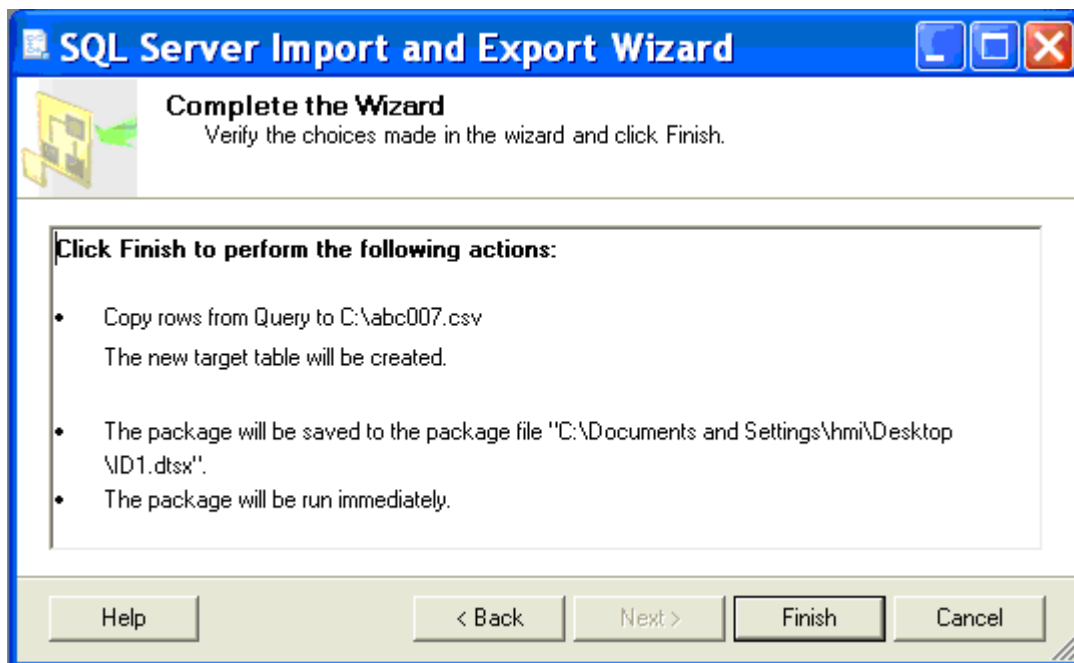 SQL Server Import and Export Wizard
Complete the Wizard
Verify the choices made in the wizard and click Finish.
Click Finish to perform the following actions:
• Copy rows from Query to C:\abc007.csv
The new target table will be created.
• The package will be saved to the package file "C:\Documents and Settings\hmi\Desktop
\ID1.dtsx".
• The package will be run immediately.
Help < Back Next > Finish Cancel